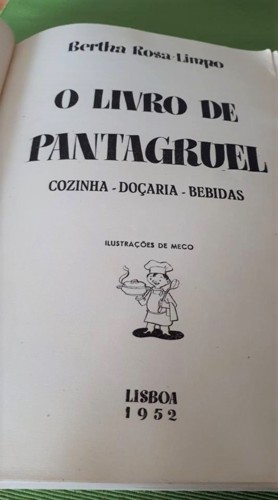 Bertha Rosa-Limpo
O LIVRO DE
PANTAGRUEL
COZINHA - DOÇARIA - BEBIDAS
ILUSTRAÇÕES DE MECO
LISBOA
1952